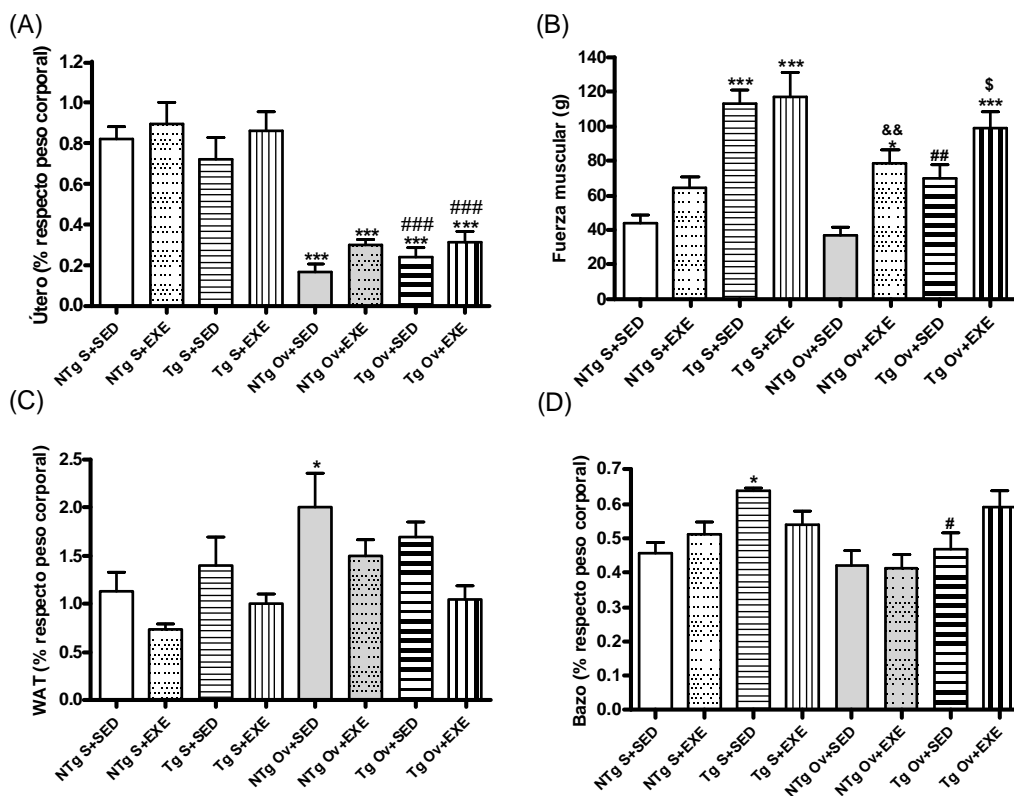 (A)
Útero (% respecto peso corporal)
1.2
1.0
0.8
0.6
0.4
0.2
0.0
***
***
###
***
###
***
NTg S+SED
NTg S+EXE
Tg S+SED
Tg S+EXE
NTg Ov+SED
NTg Ov+EXE
Tg Ov+SED
Tg Ov+EXE
(B)
Fuerza muscular (g)
140
120
100
80
60
40
20
0
***
***
&&
*
##
$
***
NTg S+SED
NTg S+EXE
Tg S+SED
Tg S+EXE
NTg Ov+SED
NTg Ov+EXE
Tg Ov+SED
Tg Ov+EXE
(C)
WAT (% respecto peso corporal)
2.5
2.0
1.5
1.0
0.5
0.0
*
NTg S+SED
NTg S+EXE
Tg S+SED
Tg S+EXE
NTg Ov+SED
NTg Ov+EXE
Tg Ov+SED
Tg Ov+EXE
(D)
Bazo (% respecto peso corporal)
0.7
0.6
0.5
0.4
0.3
0.2
0.1
0.0
*
#
NTg S+SED
NTg S+EXE
Tg S+SED
Tg S+EXE
NTg Ov+SED
NTg Ov+EXE
Tg Ov+SED
Tg Ov+EXE